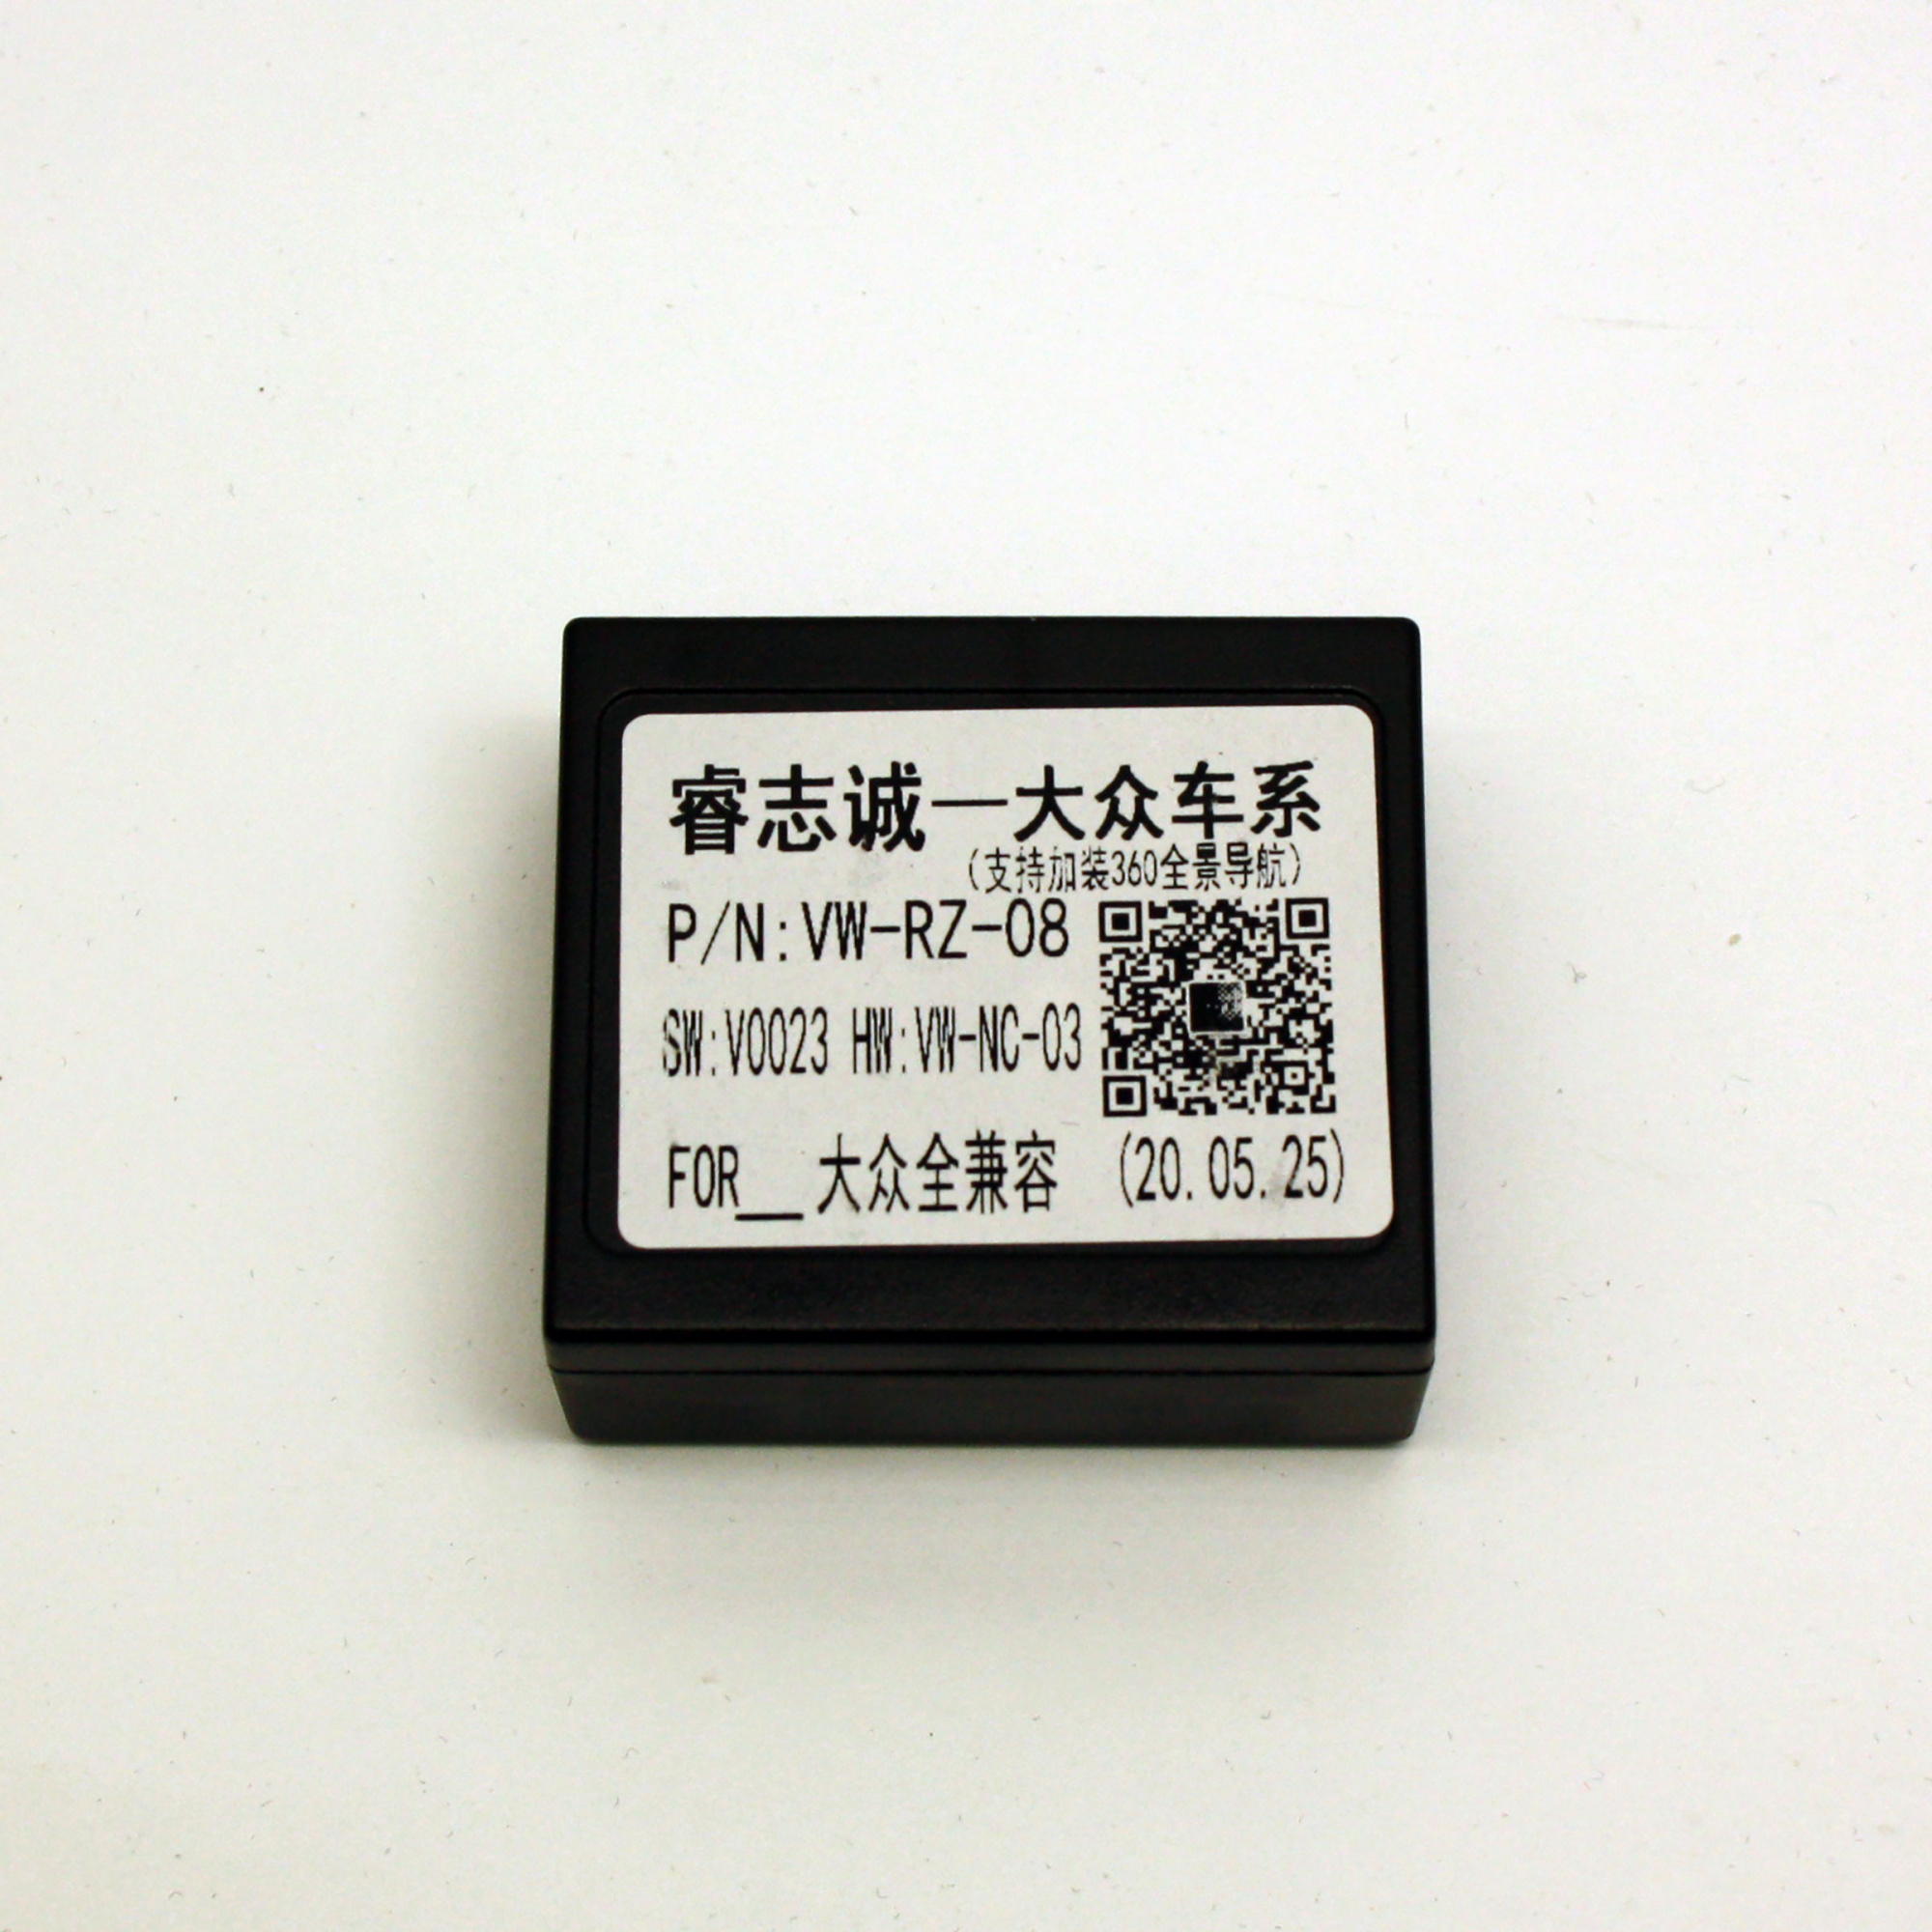 睿志诚—大众车系
(支持加装360全景导航)
P/N:VW-RZ-08
SW:V0023 HW:VW-NC-03
FOR__大众全兼容 (20.05.25)